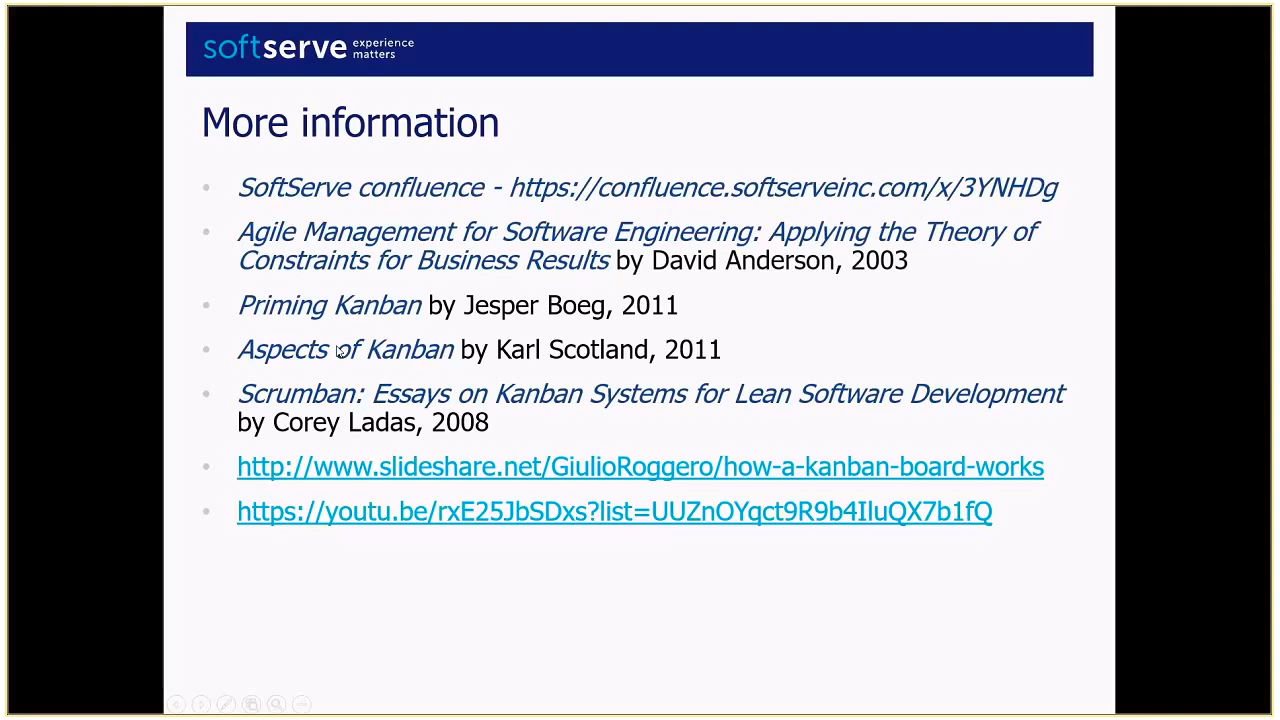 softserve experience matters
More information
• SoftServe confluence - https://confluence.softserveinc.com/x/3YNHDg
• Agile Management for Software Engineering: Applying the Theory of
Constraints for Business Results by David Anderson, 2003
• Priming Kanban by Jesper Boeg, 2011
• Aspects of Kanban by Karl Scotland, 2011
• Scrumban: Essays on Kanban Systems for Lean Software Development
by Corey Ladas, 2008
• http://www.slideshare.net/GiulioRoggero/how-a-kanban-board-works
• https://youtu.be/rxE25JbSDxs?list=UUZnOYqct9R9b4IluQX7b1fQ